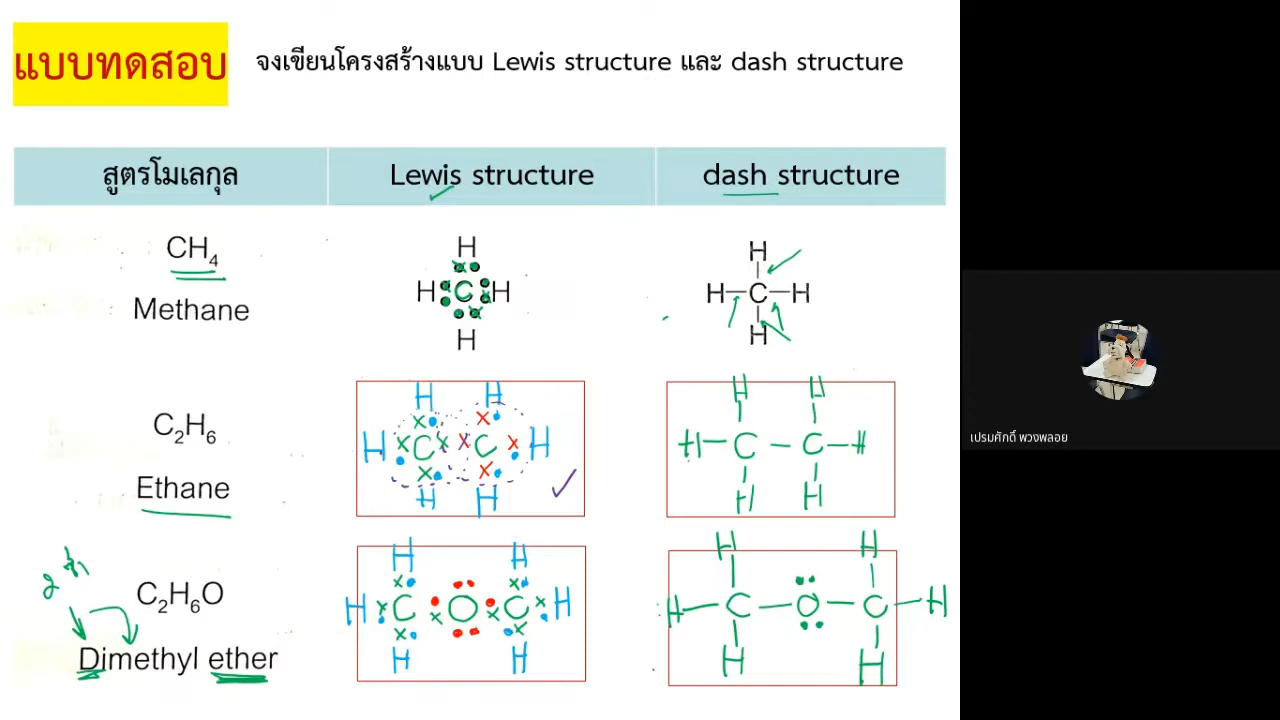 แบบทดสอบ จงเขียนโครงสร้างแบบ Lewis structure และ dash structure
สูตรโมเลกุล Lewis structure dash structure
CH₄
Methane
H
H C H
H
H
H—C—H
H
C₂H₆
Ethane
H H
H C C H
H H
H H
H—C—C—H
H H
2
C₂H₆O
Dimethyl ether
H H
H C O C H
H H
H H
H—C—O—C—H
H H
เปรมศักดิ์ พวงพลอย